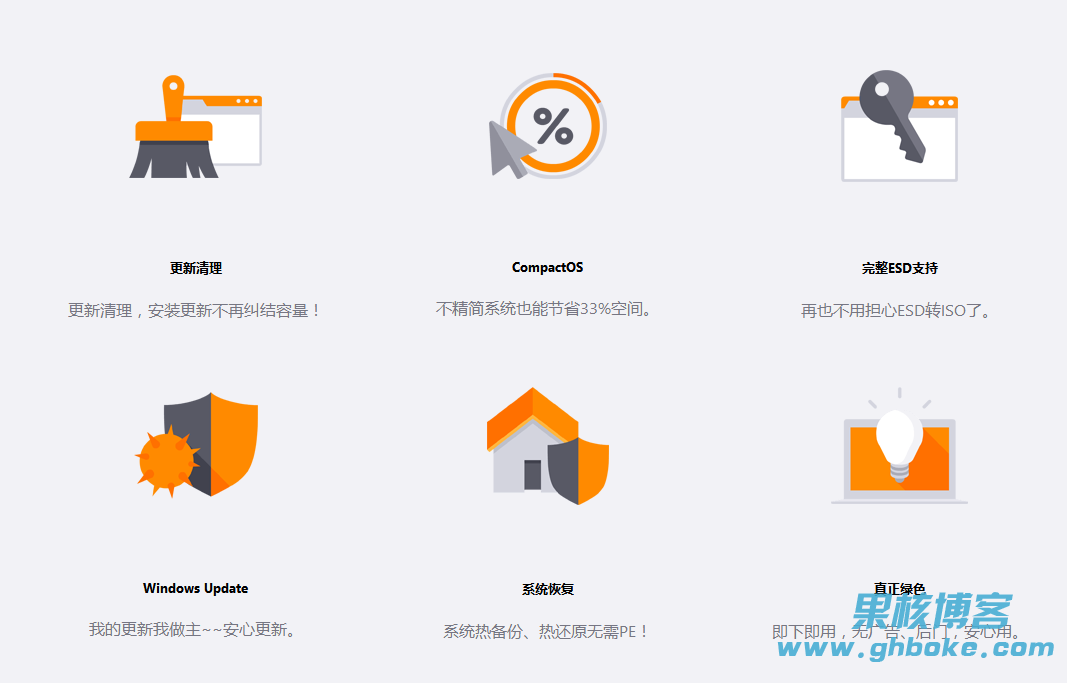 更新清理
CompactOS
完整ESD支持
更新清理，安装更新不再纠结容量！
不精简系统也能节省33%空间。
再也不用担心ESD转ISO了。
Windows Update
系统恢复
真正绿色
我的更新我做主~~安心更新。
系统热备份、热还原无需PE！
即下即用，无广告、后门，安心用。
果核博客
www.ghboke.com